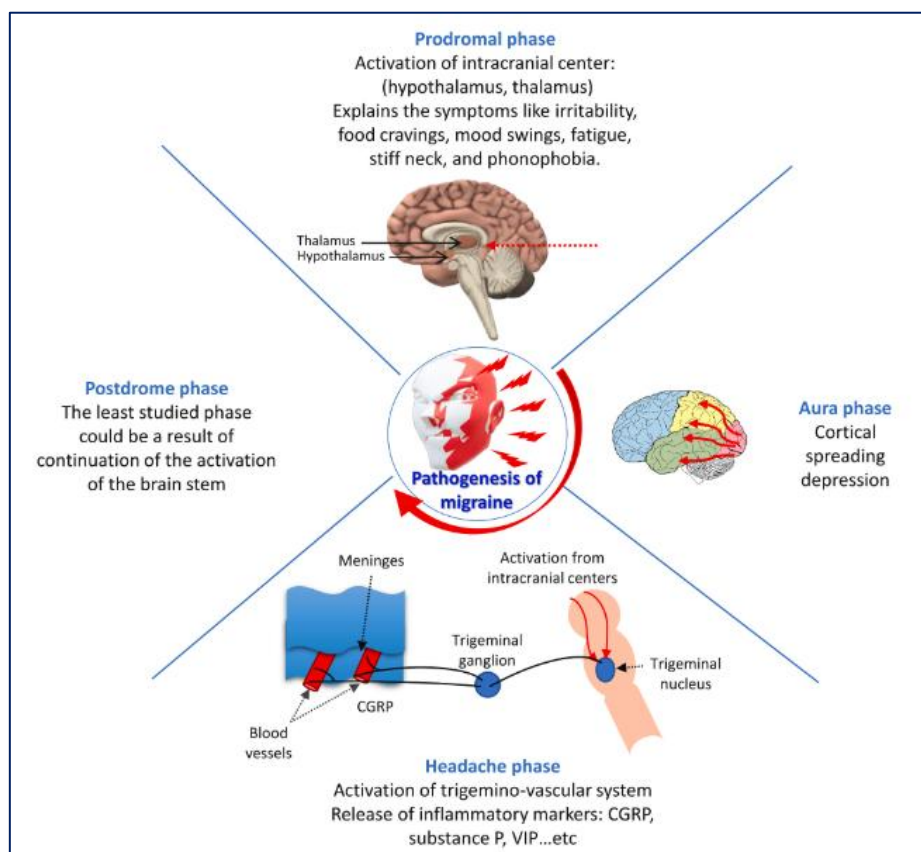 Prodromal phase
Activation of intracranial center:
(hypothalamus, thalamus)
Explains the symptoms like irritability,
food cravings, mood swings, fatigue,
stiff neck, and phonophobia.
Thalamus
Hypothalamus
Postdrome phase
The least studied phase
could be a result of
continuation of the activation
of the brain stem
Pathogenesis of
migraine
Aura phase
Cortical
spreading
depression
Meninges
Activation from
intracranial centers
Trigeminal
ganglion
Trigeminal
nucleus
CGRP
Blood
vessels
Headache phase
Activation of trigemino-vascular system
Release of inflammatory markers: CGRP,
substance P, VIP...etc